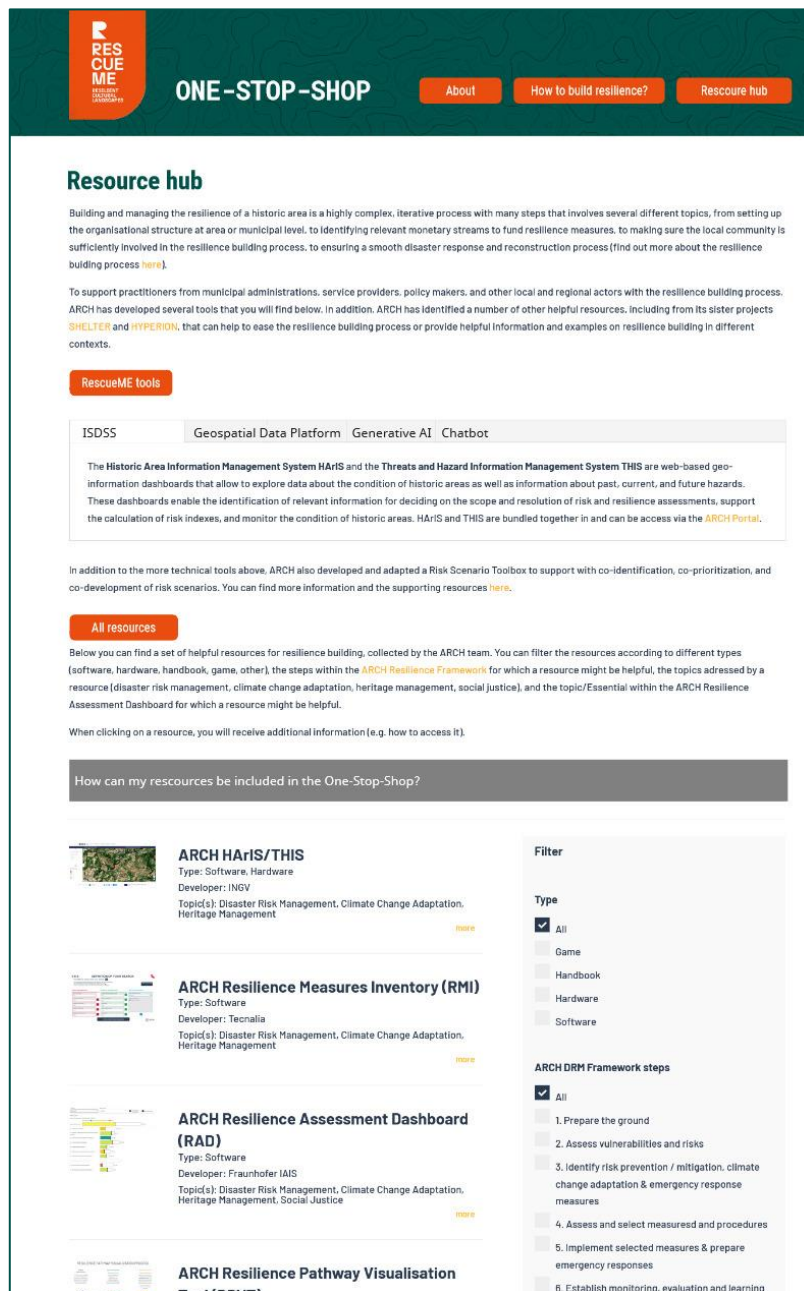 RES
CUE
ME
RESILIENT
CULTURAL
LANDSCAPES
ONE-STOP-SHOP
About
How to build resilience?
Rescoure hub
Resource hub
Building and managing the resilience of a historic area is a highly complex, iterative process with many steps that involves several different topics, from setting up
the organisational structure at area or municipal level, to identifying relevant monetary streams to fund resilience measures, to making sure the local community is
sufficiently involved in the resilience building process, to ensuring a smooth disaster response and reconstruction process (find out more about the resilience
bulding process here).
To support practitioners from municipal administrations, service providers, policy makers, and other local and regional actors with the resilience building process,
ARCH has developed several tools that you will find below. In addition, ARCH has identified a number of other helpful resources, including from its sister projects
SHELTER and HYPERION, that can help to ease the resilience building process or provide helpful information and examples on resilience building in different
contexts.
RescueME tools
ISDSS Geospatial Data Platform Generative AI Chatbot
The Historic Area Information Management System HArIS and the Threats and Hazard Information Management System THIS are web-based geo-
information dashboards that allow to explore data about the condition of historic areas as well as information about past, current, and future hazards.
These dashboards enable the identification of relevant information for deciding on the scope and resolution of risk and resilience assessments, support
the calculation of risk indexes, and monitor the condition of historic areas. HArIS and THIS are bundled together in and can be access via the ARCH Portal.
In addition to the more technical tools above, ARCH also developed and adapted a Risk Scenario Toolbox to support with co-identification, co-prioritization, and
co-development of risk scenarios. You can find more information and the supporting resources here.
All resources
Below you can find a set of helpful resources for resilience building, collected by the ARCH team. You can filter the resources according to different types
(software, hardware, handbook, game, other), the steps within the ARCH Resilience Framework for which a resource might be helpful, the topics adressed by a
resource (disaster risk management, climate change adaptation, heritage management, social justice), and the topic/Essential within the ARCH Resilience
Assessment Dashboard for which a resource might be helpful.
When clicking on a resource, you will receive additional information (e.g. how to access it).
How can my rescources be included in the One-Stop-Shop?
ARCH HArIS/THIS
Type: Software, Hardware
Developer: INGV
Topic(s): Disaster Risk Management, Climate Change Adaptation,
Heritage Management
more
ARCH Resilience Measures Inventory (RMI)
Type: Software
Developer: Tecnalia
Topic(s): Disaster Risk Management, Climate Change Adaptation,
Heritage Management
more
ARCH Resilience Assessment Dashboard
(RAD)
Type: Software
Developer: Fraunhofer IAIS
Topic(s): Disaster Risk Management, Climate Change Adaptation,
Heritage Management, Social Justice
more
ARCH Resilience Pathway Visualisation
Filter
Type
All
Game
Handbook
Hardware
Software
ARCH DRM Framework steps
All
1. Prepare the ground
2. Assess vulnerabilities and risks
3. Identify risk prevention / mitigation, climate
change adaptation & emergency response
measures
4. Assess and select measuresd and procedures
5. Implement selected measures & prepare
emergency responses
6. Establish monitoring, evaluation and learning